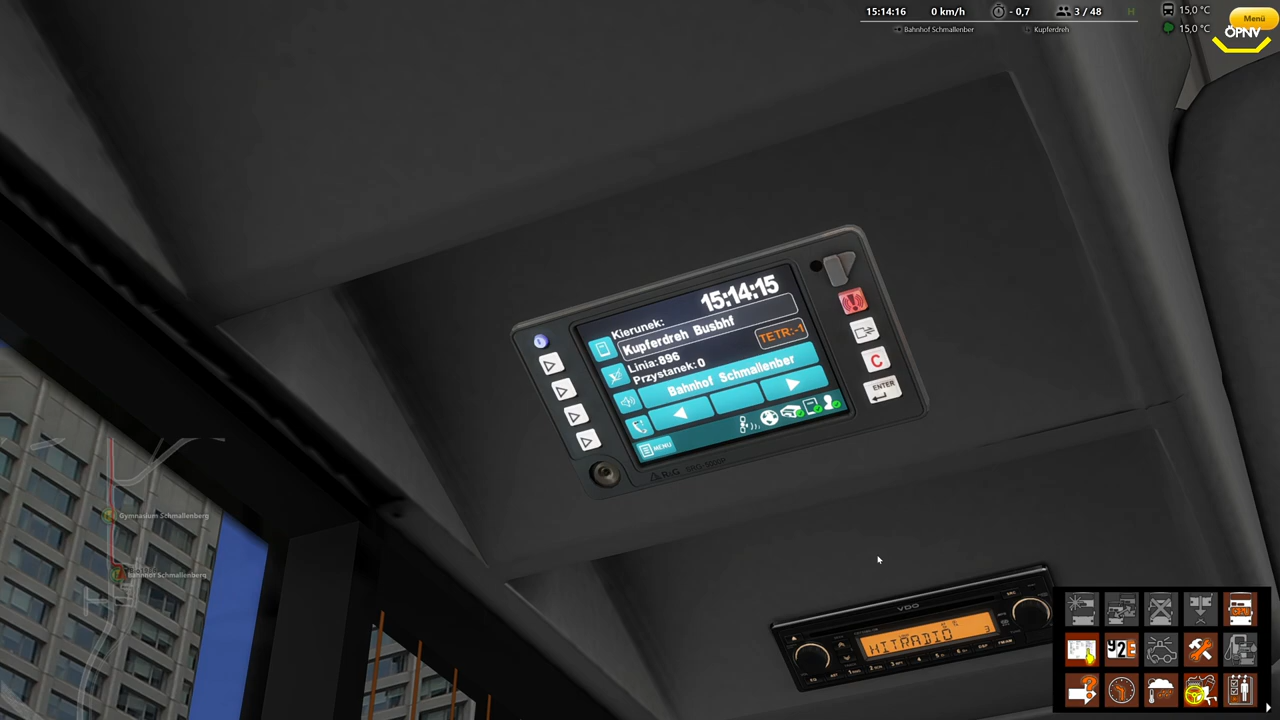 15:14:16 0 km/h - 0,7 3 / 48 H 15,0 °C
Bahnhof Schmallenber Kupferdreh 15,0 °C
Menü
ÖPNV
15:14:15
Kierunek:
Kupferdreh Busbhf
TETR:-1
Linia:896
Przystanek:0
Bahnhof Schmallenber
MENU
C
ENTER
R&G
Gymnasium Schmallenberg
Bahnhof Schmallenberg
VDO
HITRADIO 3